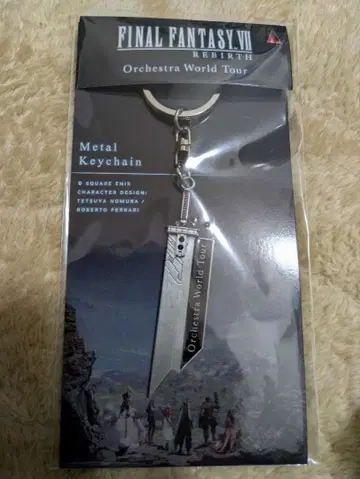 FINAL FANTASY VII
REBIRTH
Orchestra World Tour
Metal
Keychain
© SQUARE ENIX
CHARACTER DESIGN:
TETSUYA NOMURA /
ROBERTO FERRARI
Orchestra World Tour